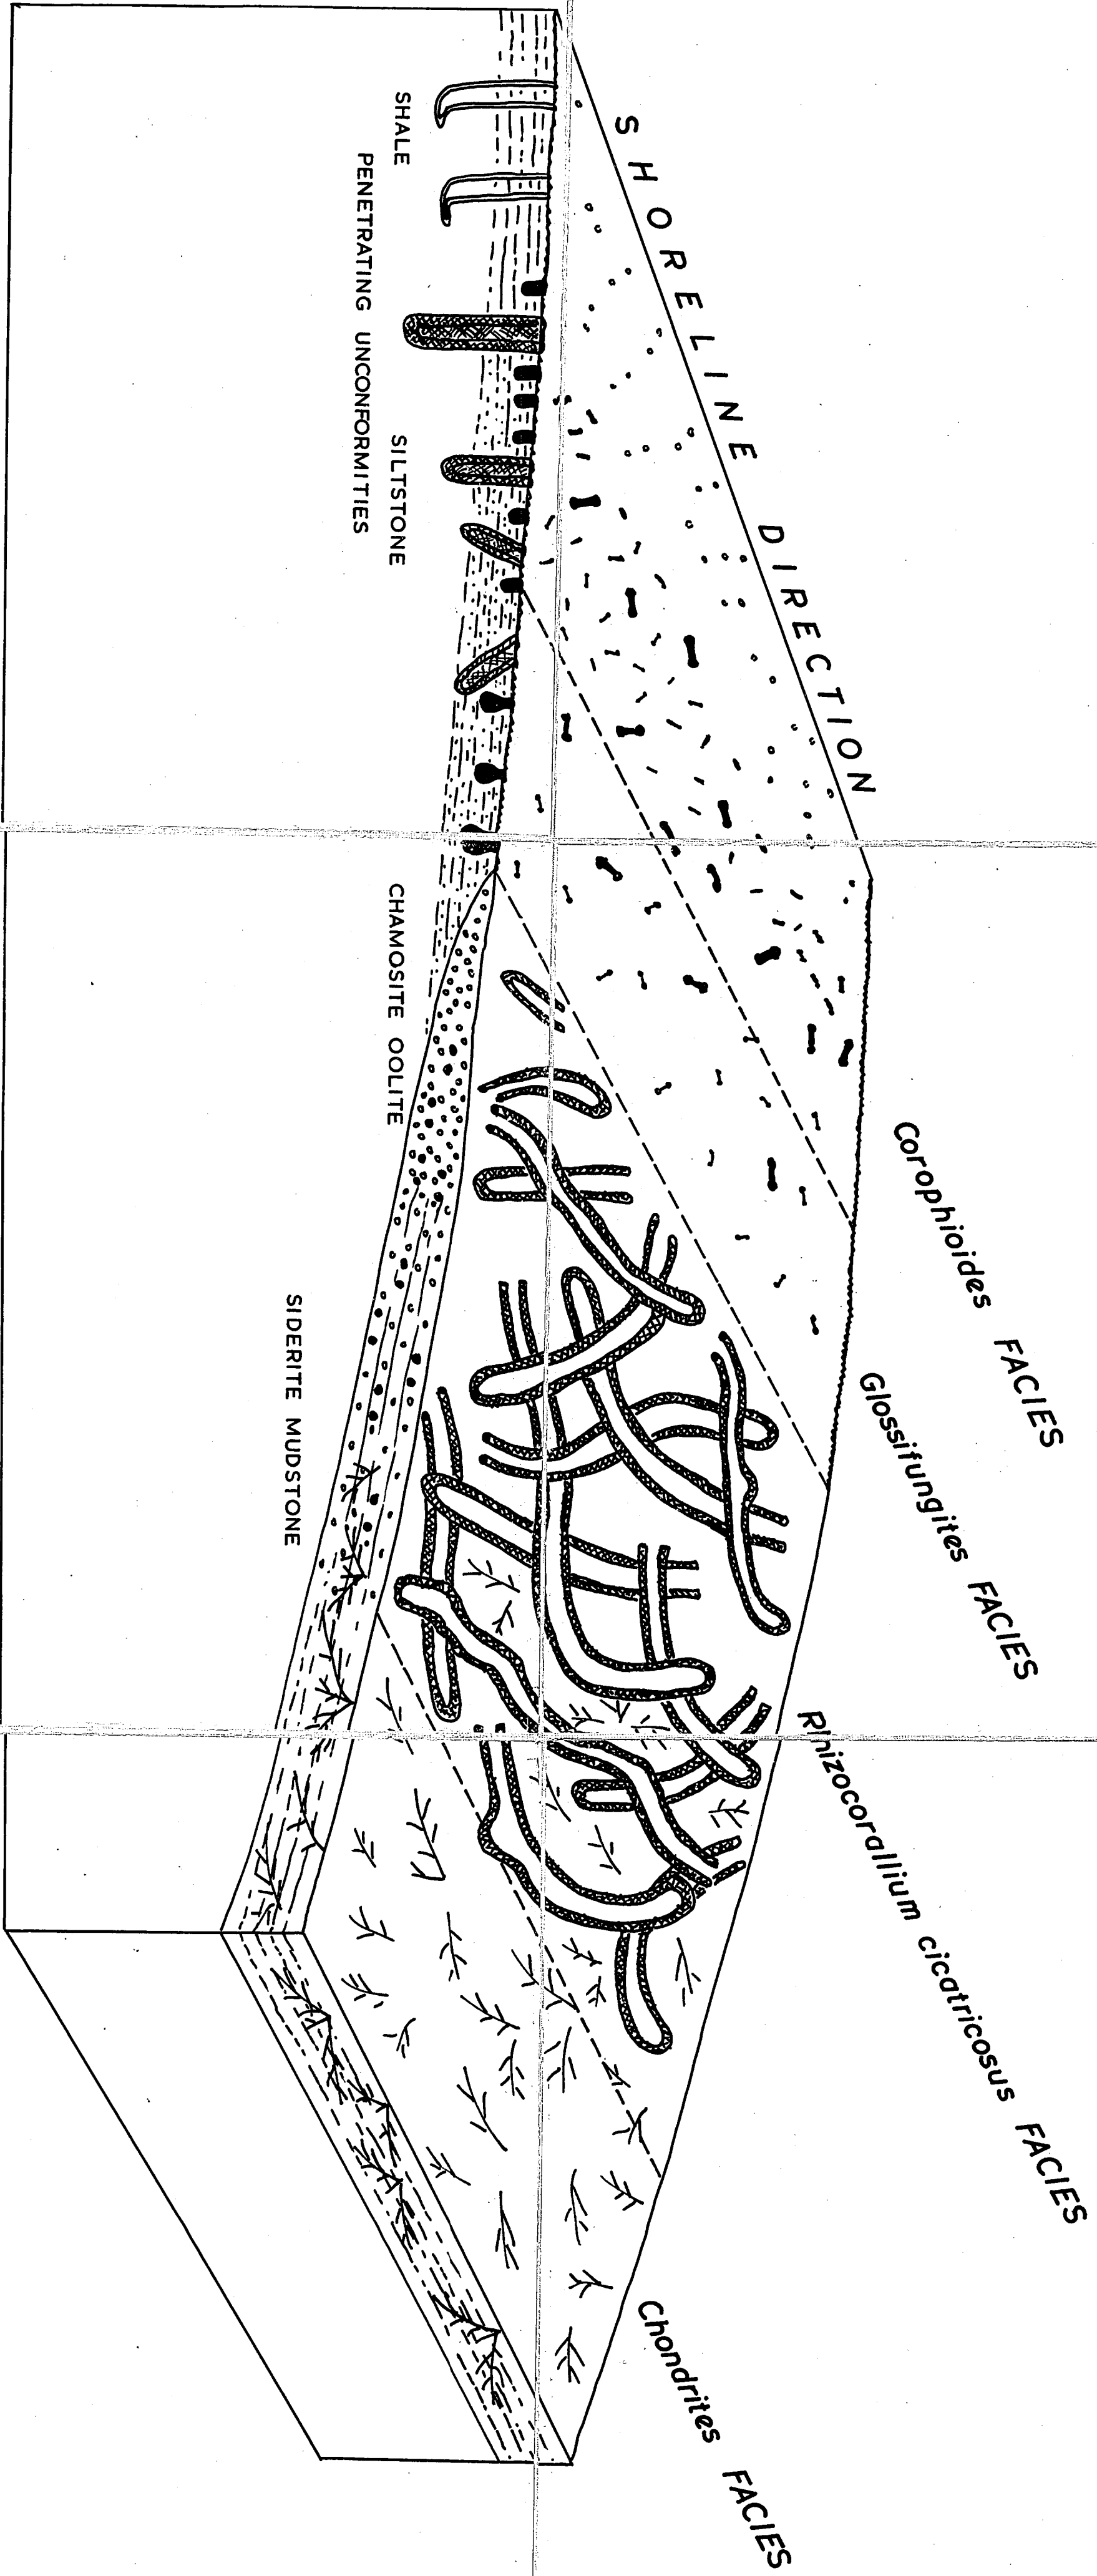 SHORELINE DIRECTION
Corophioides FACIES
Glossifungites FACIES
Rhizocorallium cicatricosus FACIES
Chondrites FACIES
SHALE
SILTSTONE
PENETRATING UNCONFORMITIES
CHAMOSITE OOLITE
SIDERITE MUDSTONE